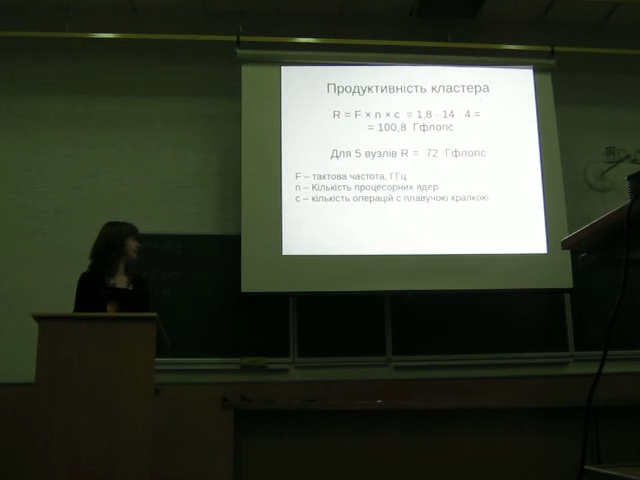 Продуктивність кластера
R = F × n × c = 1,8 · 14 · 4 =
= 100,8 Гфлопс
Для 5 вузлів R = 72 Гфлопс
F – тактова частота, ГГц
n – Кількість процесорних ядер
c – кількість операцій с плавучою крапкою